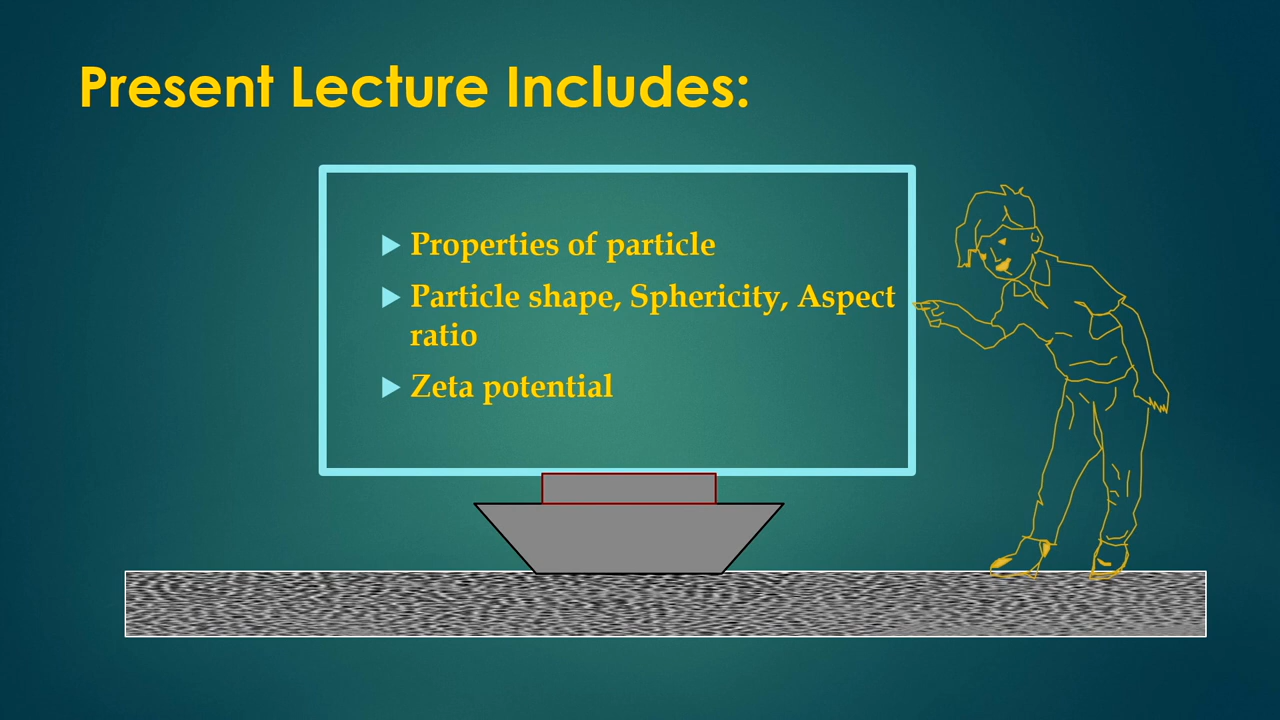 Present Lecture Includes:
Properties of particle
Particle shape, Sphericity, Aspect
ratio
Zeta potential